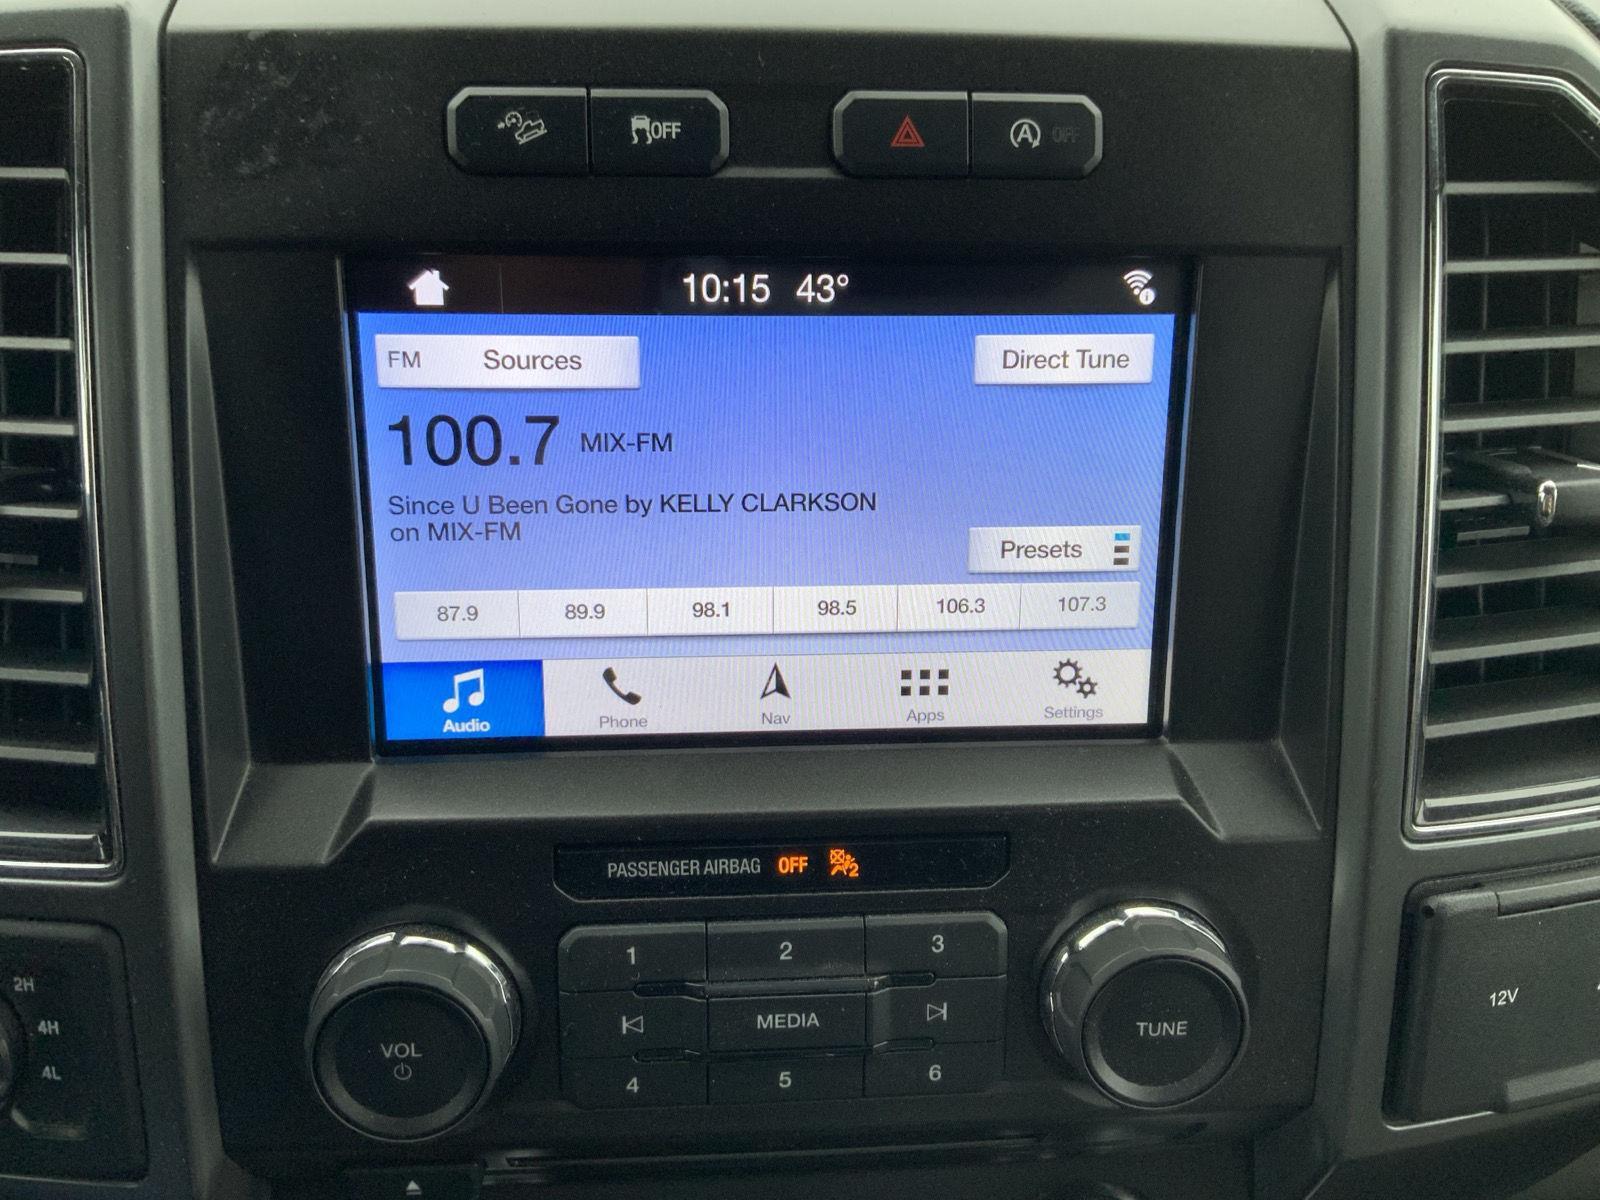 OFF
A OFF
10:15 43°
FM Sources
Direct Tune
100.7 MIX-FM
Since U Been Gone by KELLY CLARKSON
on MIX-FM
Presets
87.9 89.9 98.1 98.5 106.3 107.3
Audio Phone Nav Apps Settings
PASSENGER AIRBAG OFF 2
1 2 3
MEDIA
4 5 6
VOL
TUNE
2H
4H
4L
12V